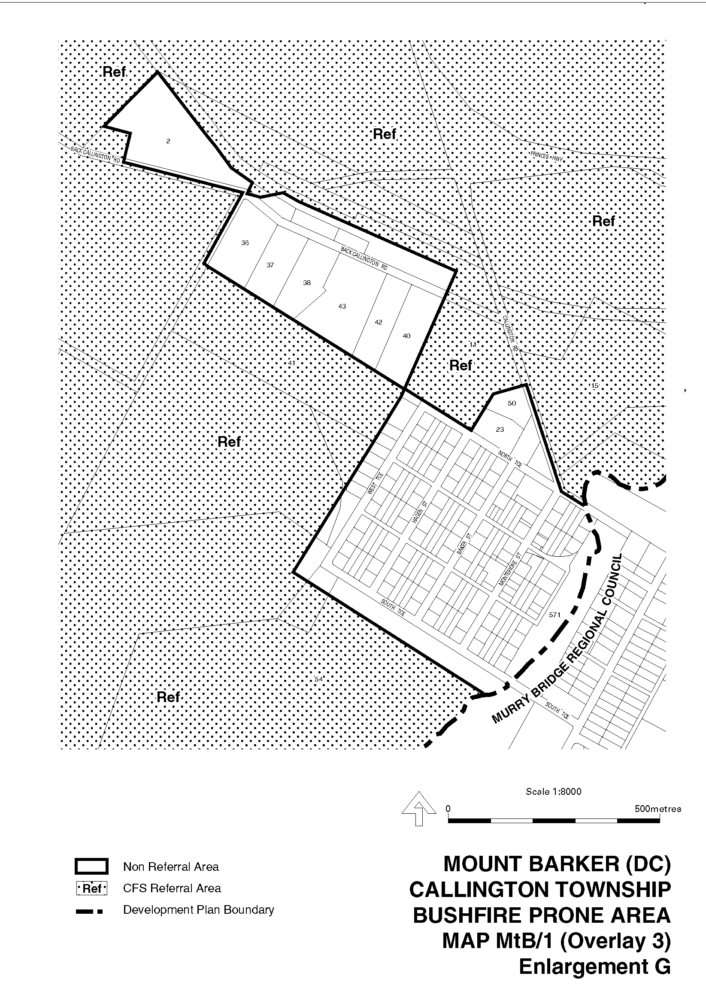 Ref
2
BACK CALLINGTON RD
Ref
PRINCES HWY
Ref
36
37
38
43
42
40
BACK CALLINGTON RD
CALLINGTON RD
11
Ref
41
15
50
23
Ref
NORTH TCE
WEST TCE
HAGEN ST
BAKER ST
MONTEFIORE ST
SOUTH TCE
571
MURRY BRIDGE REGIONAL COUNCIL
54
Ref
SOUTH TCE
Scale 1:8000
0 500metres
Non Referral Area
Ref CFS Referral Area
Development Plan Boundary
MOUNT BARKER (DC)
CALLINGTON TOWNSHIP
BUSHFIRE PRONE AREA
MAP MtB/1 (Overlay 3)
Enlargement G